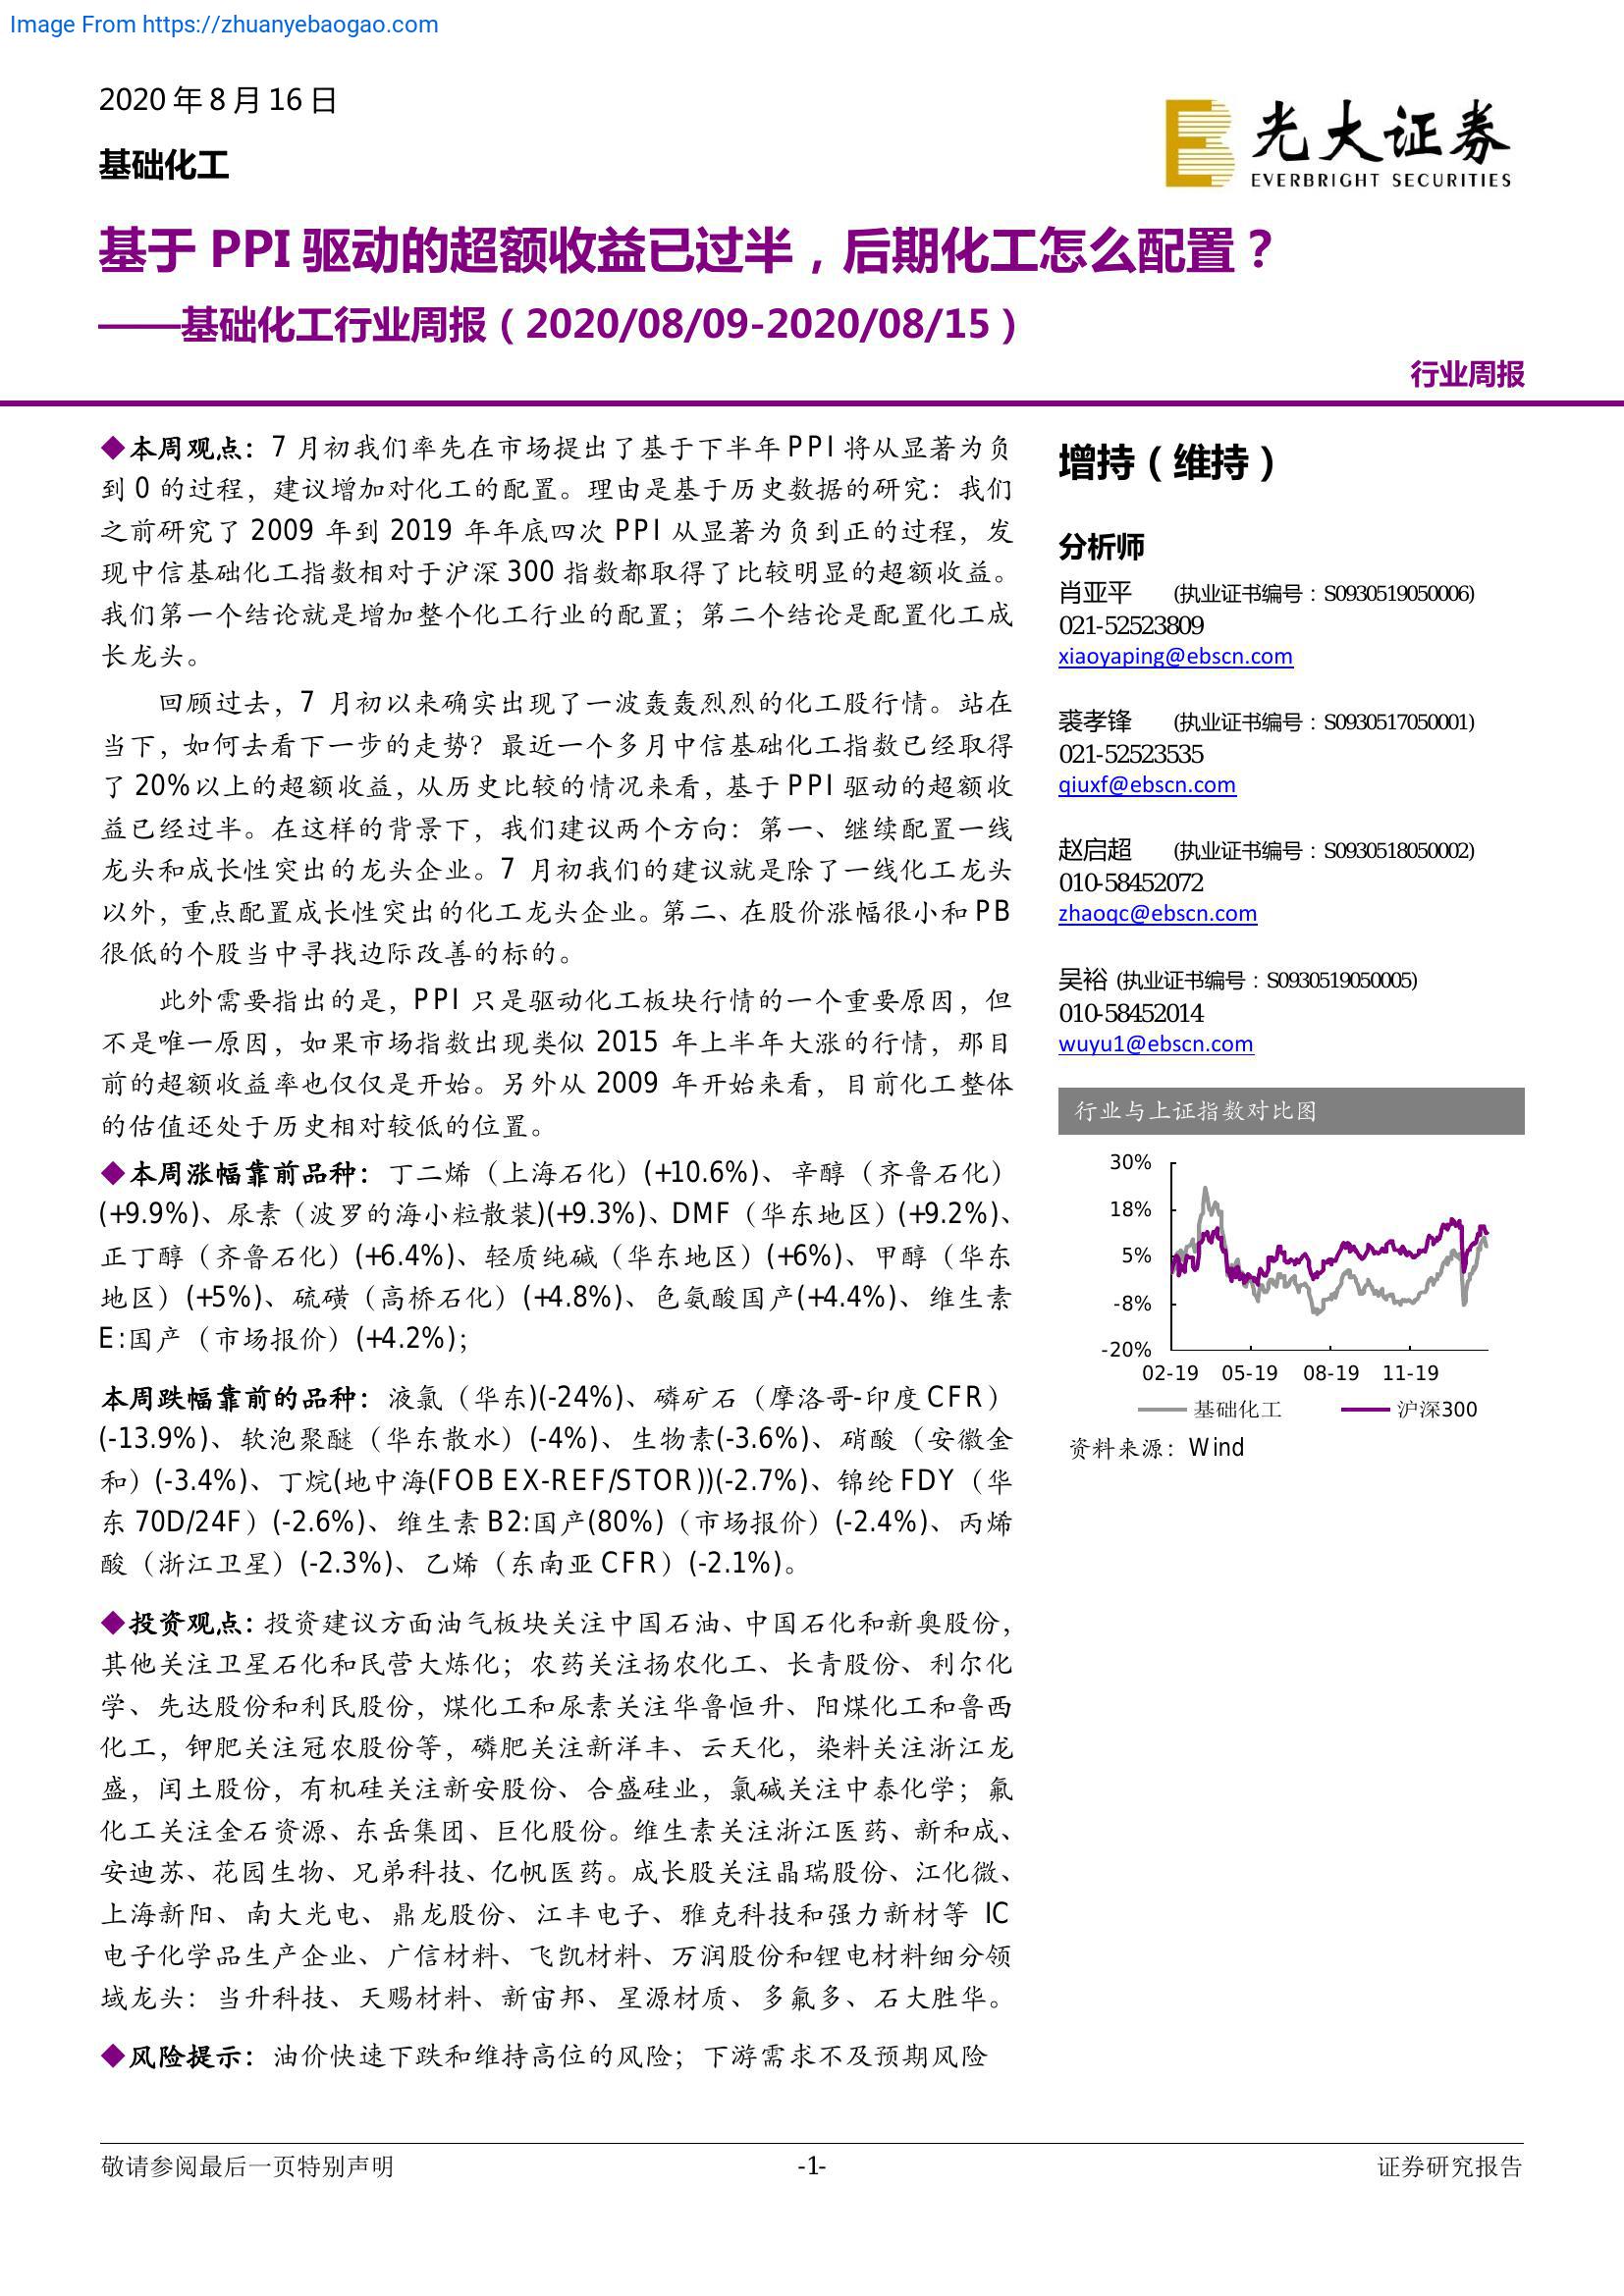 Image From https://zhuanyebaogao.com
2020 年 8 月 16 日
基础化工
光大证券
EVERBRIGHT SECURITIES
基于 PPI 驱动的超额收益已过半，后期化工怎么配置？
——基础化工行业周报（2020/08/09-2020/08/15）
行业周报
◆本周观点：7 月初我们率先在市场提出了基于下半年 PPI 将从显著为负
到 0 的过程，建议增加对化工的配置。理由是基于历史数据的研究：我们
之前研究了 2009 年到 2019 年年底四次 PPI 从显著为负到正的过程，发
现中信基础化工指数相对于沪深 300 指数都取得了比较明显的超额收益。
我们第一个结论就是增加整个化工行业的配置；第二个结论是配置化工成
长龙头。
回顾过去，7 月初以来确实出现了一波轰轰烈烈的化工股行情。站在
当下，如何去看下一步的走势？最近一个多月中信基础化工指数已经取得
了 20%以上的超额收益，从历史比较的情况来看，基于 PPI 驱动的超额收
益已经过半。在这样的背景下，我们建议两个方向：第一、继续配置一线
龙头和成长性突出的龙头企业。7 月初我们的建议就是除了一线化工龙头
以外，重点配置成长性突出的化工龙头企业。第二、在股价涨幅很小和 PB
很低的个股当中寻找边际改善的标的。
此外需要指出的是，PPI 只是驱动化工板块行情的一个重要原因，但
不是唯一原因，如果市场指数出现类似 2015 年上半年大涨的行情，那目
前的超额收益率也仅仅是开始。另外从 2009 年开始来看，目前化工整体
的估值还处于历史相对较低的位置。
◆本周涨幅靠前品种：丁二烯（上海石化）(+10.6%)、辛醇（齐鲁石化）
(+9.9%)、尿素（波罗的海小粒散装)(+9.3%)、DMF（华东地区）(+9.2%)、
正丁醇（齐鲁石化）(+6.4%)、轻质纯碱（华东地区）(+6%)、甲醇（华东
地区）(+5%)、硫磺（高桥石化）(+4.8%)、色氨酸国产(+4.4%)、维生素
E:国产（市场报价）(+4.2%)；
本周跌幅靠前的品种：液氯（华东)(-24%)、磷矿石（摩洛哥-印度 CFR）
(-13.9%)、软泡聚醚（华东散水）(-4%)、生物素(-3.6%)、硝酸（安徽金
和）(-3.4%)、丁烷(地中海(FOB EX-REF/STOR))(-2.7%)、锦纶 FDY（华
东 70D/24F）(-2.6%)、维生素 B2:国产(80%)（市场报价）(-2.4%)、丙烯
酸（浙江卫星）(-2.3%)、乙烯（东南亚 CFR）(-2.1%)。
◆投资观点：投资建议方面油气板块关注中国石油、中国石化和新奥股份，
其他关注卫星石化和民营大炼化；农药关注扬农化工、长青股份、利尔化
学、先达股份和利民股份，煤化工和尿素关注华鲁恒升、阳煤化工和鲁西
化工，钾肥关注冠农股份等，磷肥关注新洋丰、云天化，染料关注浙江龙
盛，闰土股份，有机硅关注新安股份、合盛硅业，氯碱关注中泰化学；氟
化工关注金石资源、东岳集团、巨化股份。维生素关注浙江医药、新和成、
安迪苏、花园生物、兄弟科技、亿帆医药。成长股关注晶瑞股份、江化微、
上海新阳、南大光电、鼎龙股份、江丰电子、雅克科技和强力新材等 IC
电子化学品生产企业、广信材料、飞凯材料、万润股份和锂电材料细分领
域龙头：当升科技、天赐材料、新宙邦、星源材质、多氟多、石大胜华。
◆风险提示：油价快速下跌和维持高位的风险；下游需求不及预期风险
增持（维持）
分析师
肖亚平 (执业证书编号：S0930519050006)
021-52523809
xiaoyaping@ebscn.com
裘孝锋 (执业证书编号：S0930517050001)
021-52523535
qiuxf@ebscn.com
赵启超 (执业证书编号：S0930518050002)
010-58452072
zhaoqc@ebscn.com
吴裕 (执业证书编号：S0930519050005)
010-58452014
wuyu1@ebscn.com
行业与上证指数对比图
30%
18%
5%
-8%
-20%
02-19 05-19 08-19 11-19
基础化工 沪深300
资料来源：Wind
敬请参阅最后一页特别声明 -1- 证券研究报告